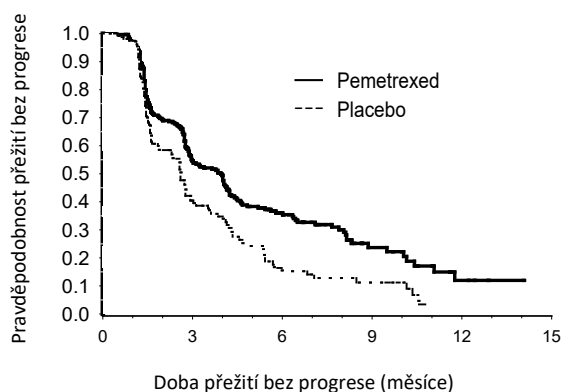 Pravděpodobnost přežití bez progrese
1.0
0.9
0.8
0.7
0.6
0.5
0.4
0.3
0.2
0.1
0.0
Pemetrexed
Placebo
0 3 6 9 12 15
Doba přežití bez progrese (měsíce)